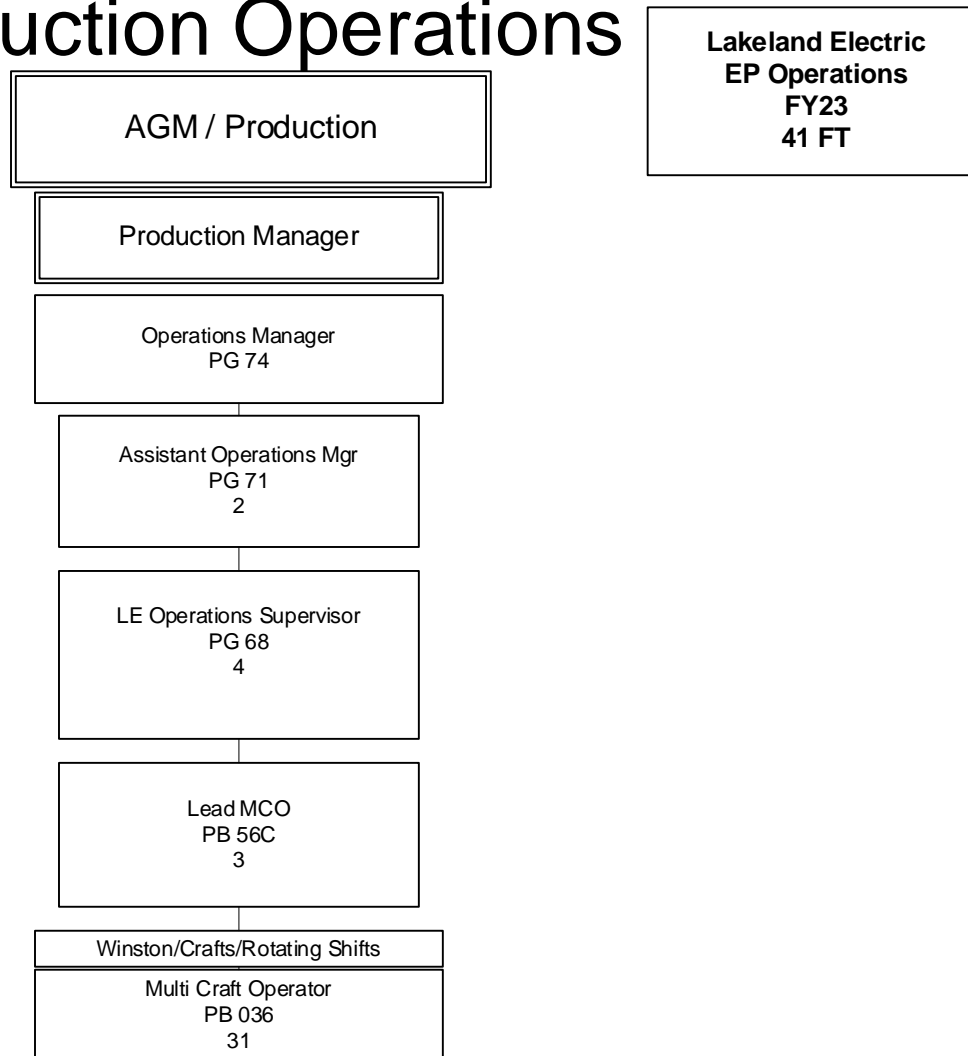 uction Operations
Lakeland Electric
EP Operations
FY23
41 FT
AGM / Production
Production Manager
Operations Manager
PG 74
Assistant Operations Mgr
PG 71
2
LE Operations Supervisor
PG 68
4
Lead MCO
PB 56C
3
Winston/Crafts/Rotating Shifts
Multi Craft Operator
PB 036
31